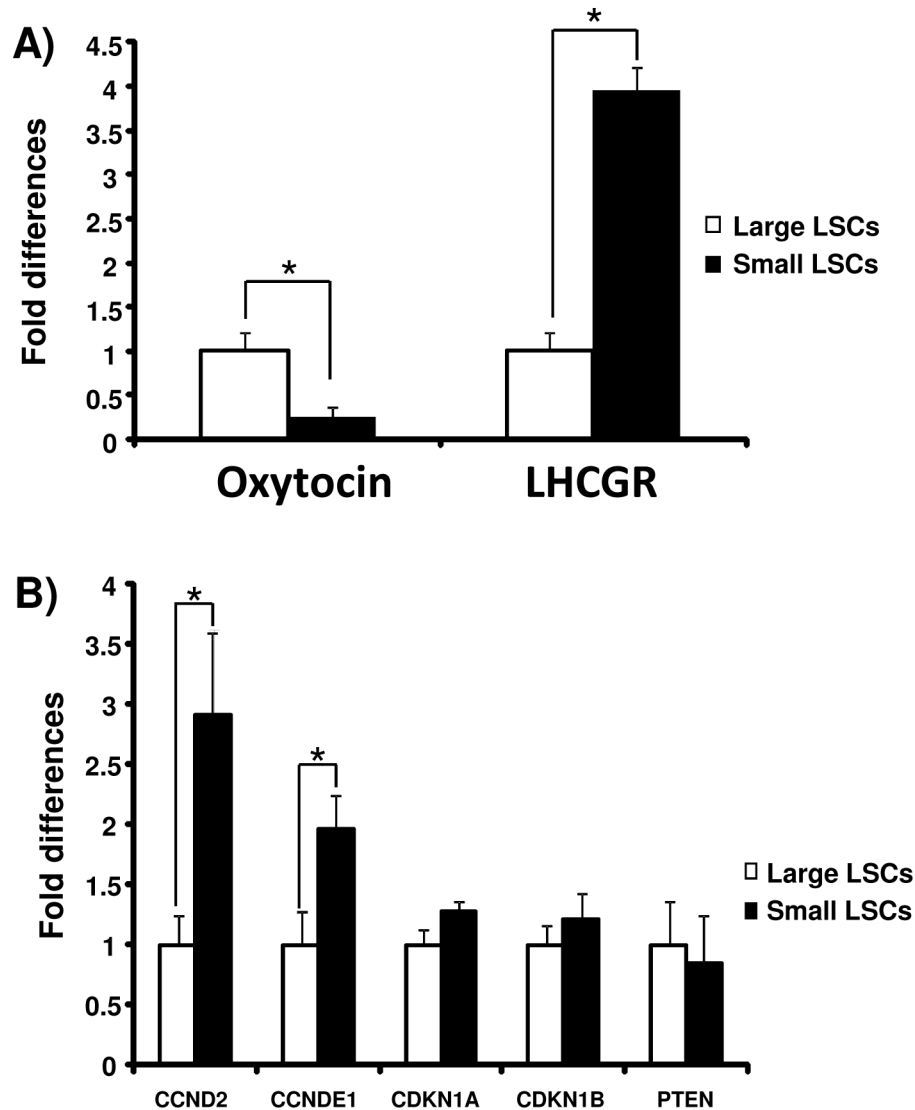 A)
Fold differences
4.5
4
3.5
3
2.5
2
1.5
1
0.5
0
*
*
Oxytocin LHCGR
Large LSCs
Small LSCs
B)
Fold differences
4
3.5
3
2.5
2
1.5
1
0.5
0
*
*
CCND2 CCNDE1 CDKN1A CDKN1B PTEN
Large LSCs
Small LSCs